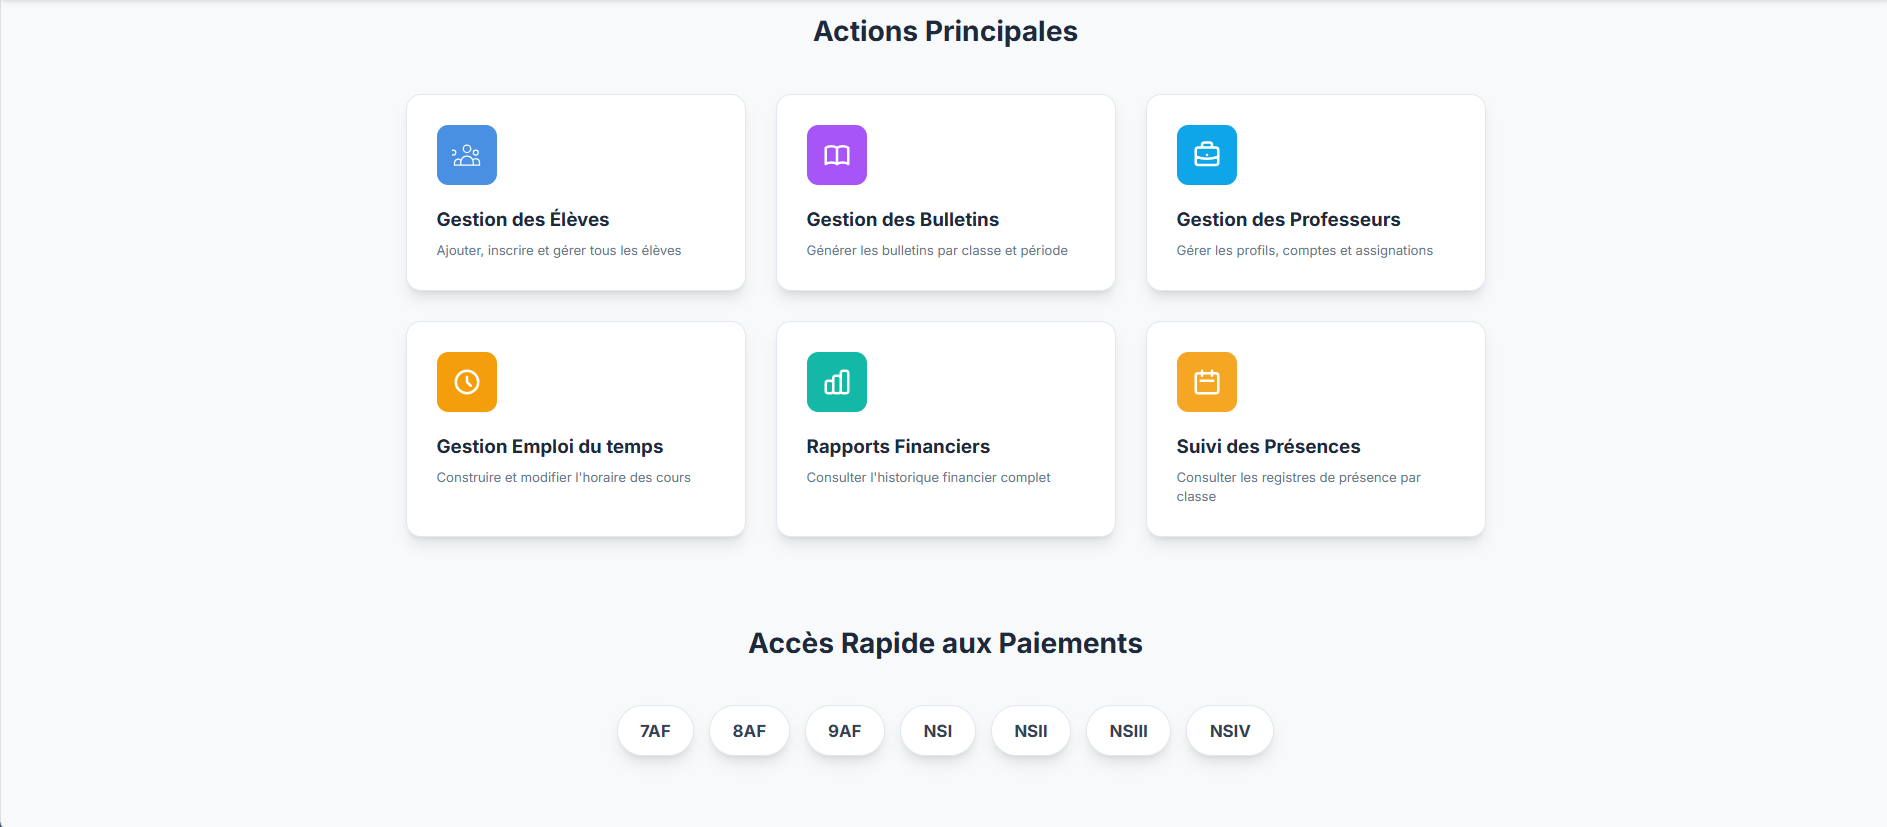 Actions Principales
Gestion des Élèves
Ajouter, inscrire et gérer tous les élèves
Gestion des Bulletins
Générer les bulletins par classe et période
Gestion des Professeurs
Gérer les profils, comptes et assignations
Gestion Emploi du temps
Construire et modifier l'horaire des cours
Rapports Financiers
Consulter l'historique financier complet
Suivi des Présences
Consulter les registres de présence par
classe
Accès Rapide aux Paiements
7AF
8AF
9AF
NSI
NSII
NSIII
NSIV